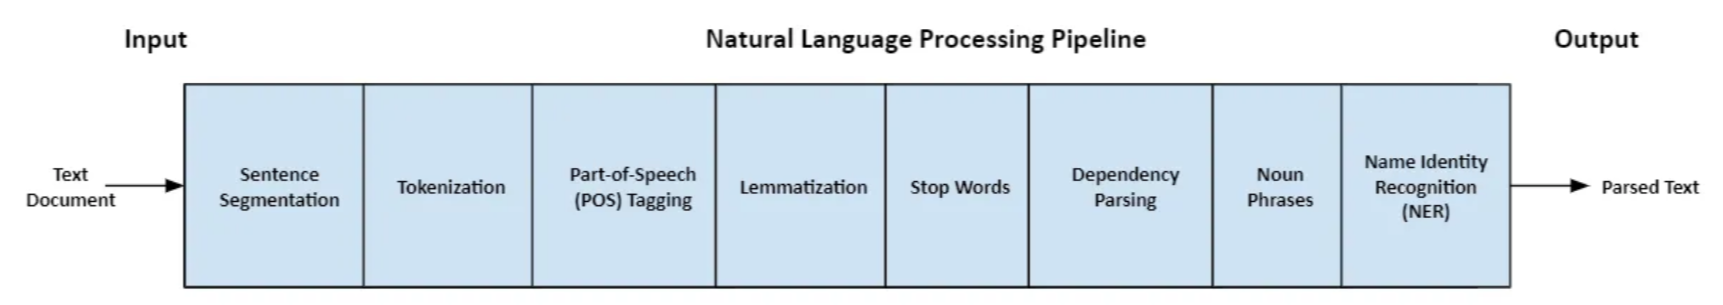 Input
Natural Language Processing Pipeline
Output
Text
Document
Sentence
Segmentation
Tokenization
Part-of-Speech
(POS) Tagging
Lemmatization
Stop Words
Dependency
Parsing
Noun
Phrases
Name Identity
Recognition
(NER)
Parsed Text